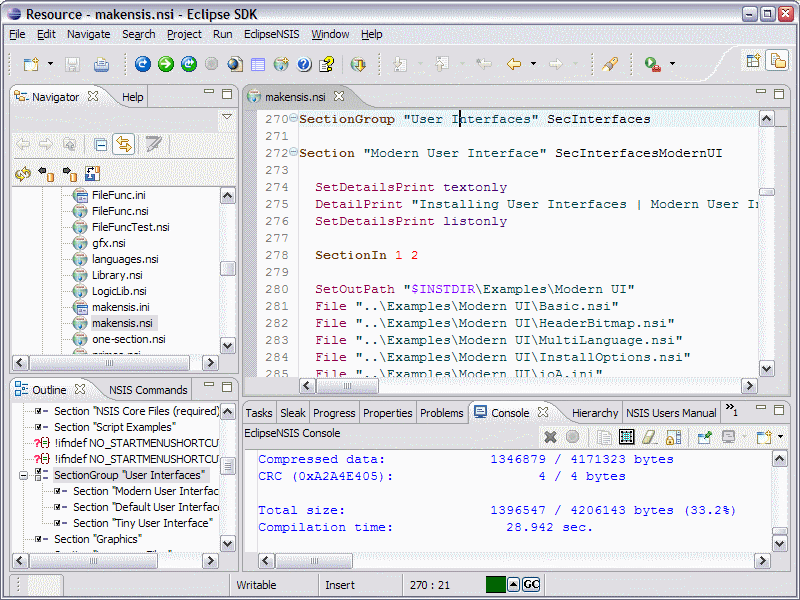 Resource - makensis.nsi - Eclipse SDK
File Edit Navigate Search Project Run EclipseNSIS Window Help
Navigator Help
FileFunc.ini
FileFunc.nsi
FileFuncTest.nsi
gfx.nsi
languages.nsi
Library.nsi
LogicLib.nsi
makensis.ini
makensis.nsi
one-section.nsi
makensis.nsi
270 SectionGroup "User Interfaces" SecInterfaces
271
272 Section "Modern User Interface" SecInterfacesModernUI
273
274 SetDetailsPrint textonly
275 DetailPrint "Installing User Interfaces | Modern User In
276 SetDetailsPrint listonly
277
278 SectionIn 1 2
279
280 SetOutPath "$INSTDIR\Examples\Modern UI"
281 File "..\Examples\Modern UI\Basic.nsi"
282 File "..\Examples\Modern UI\HeaderBitmap.nsi"
283 File "..\Examples\Modern UI\MultiLanguage.nsi"
284 File "..\Examples\Modern UI\InstallOptions.nsi"
285 File "..\Examples\Modern UI\ioA.ini"
Outline NSIS Commands
Section "NSIS Core Files (required)
Section "Script Examples"
!ifndef NO_STARTMENUSHORTCU
!ifndef NO_STARTMENUSHORTCU
SectionGroup "User Interfaces"
Section "Modern User Interfac
Section "Default User Interface
Section "Tiny User Interface"
Section "Graphics"
Tasks Sleak Progress Properties Problems Console Hierarchy NSIS Users Manual »1
EclipseNSIS Console
Compressed data: 1346879 / 4171323 bytes
CRC (0xA2A4E405): 4 / 4 bytes
Total size: 1396547 / 4206143 bytes (33.2%)
Compilation time: 28.942 sec.
Writable Insert 270 : 21 GC